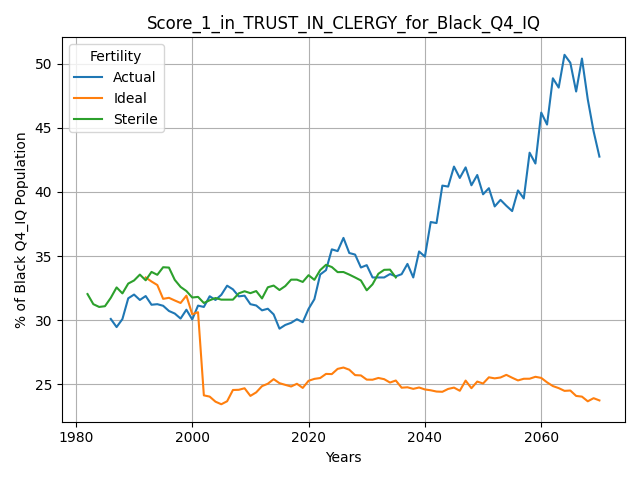 Score_1_in_TRUST_IN_CLERGY_for_Black_Q4_IQ
Fertility
Actual
Ideal
Sterile
% of Black Q4_IQ Population
50
45
40
35
30
25
1980
2000
2020
2040
2060
Years